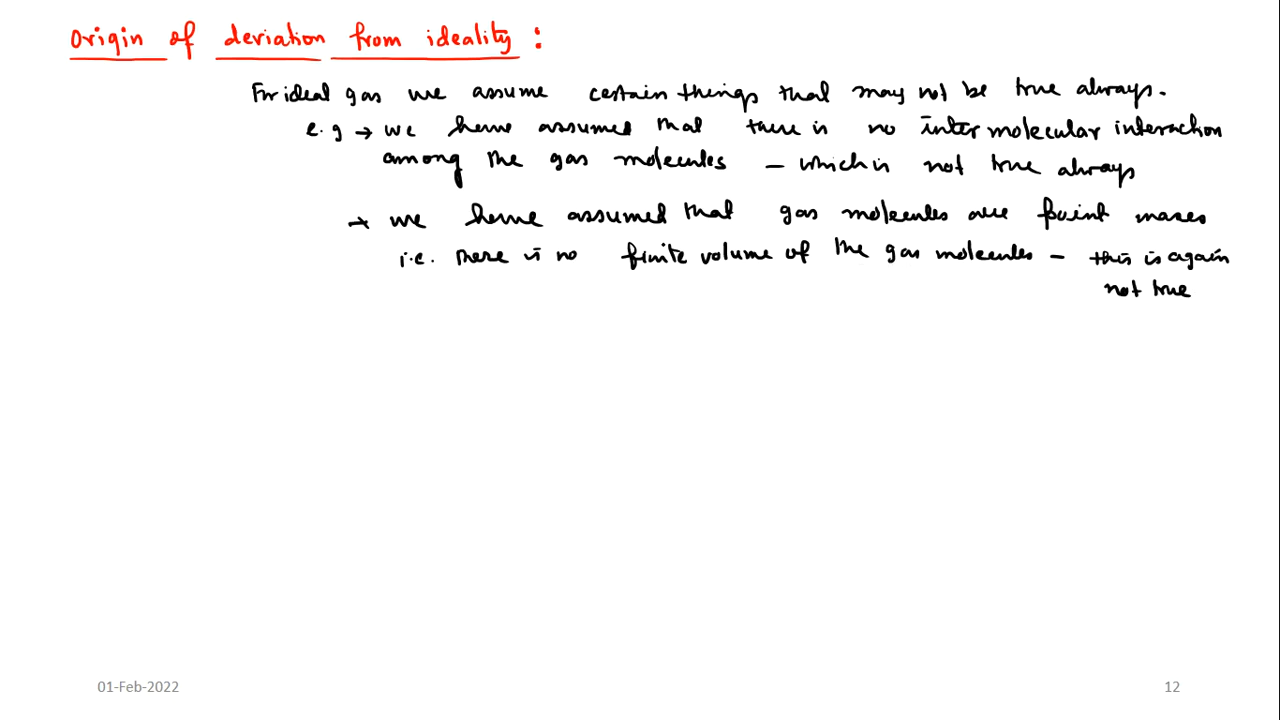 Origin of deviation from ideality :
For ideal gas we assume certain things that may not be true always.
e.g → we have assumed that there is no inter molecular interaction
among the gas molecules – which is not true always
→ we have assumed that gas molecules are point masses
i.e. there is no finite volume of the gas molecules – this is again
not true
01-Feb-2022
12